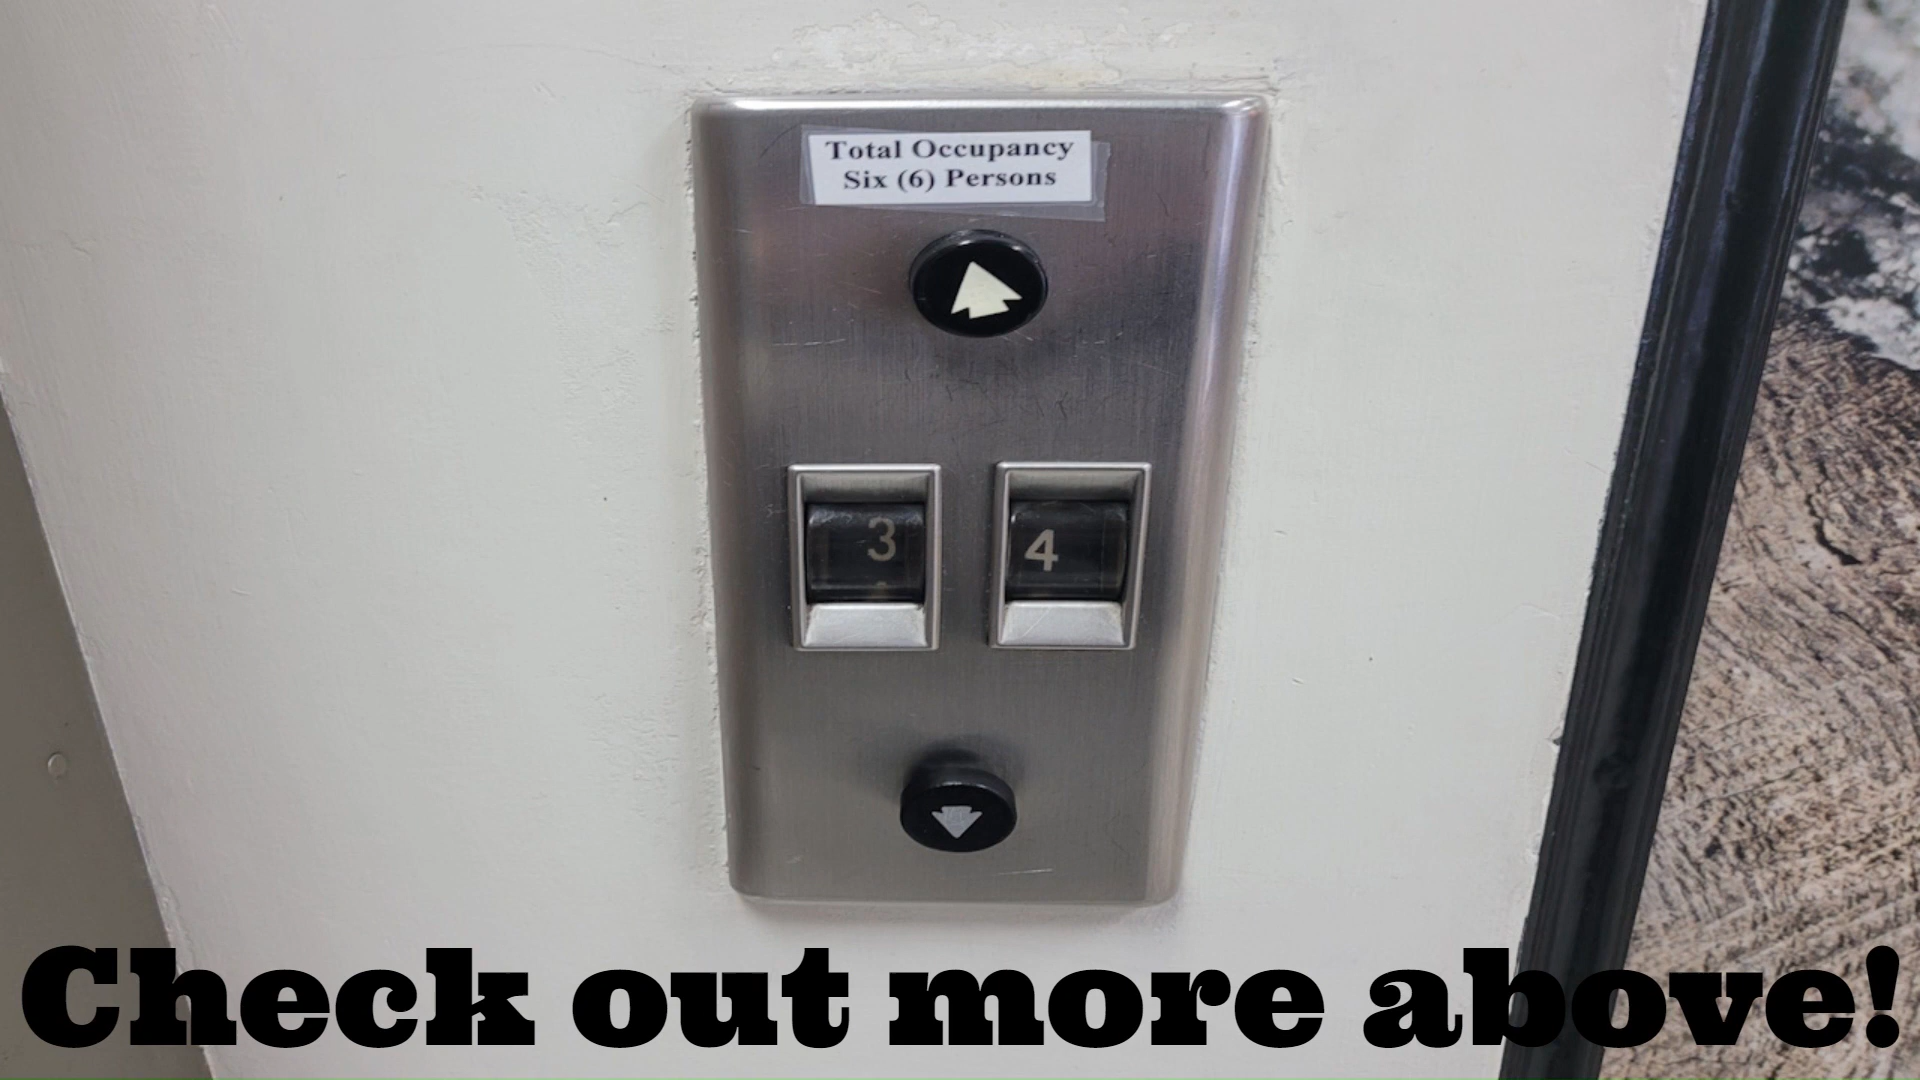 Total Occupancy
Six (6) Persons
3
4
Check out more above!